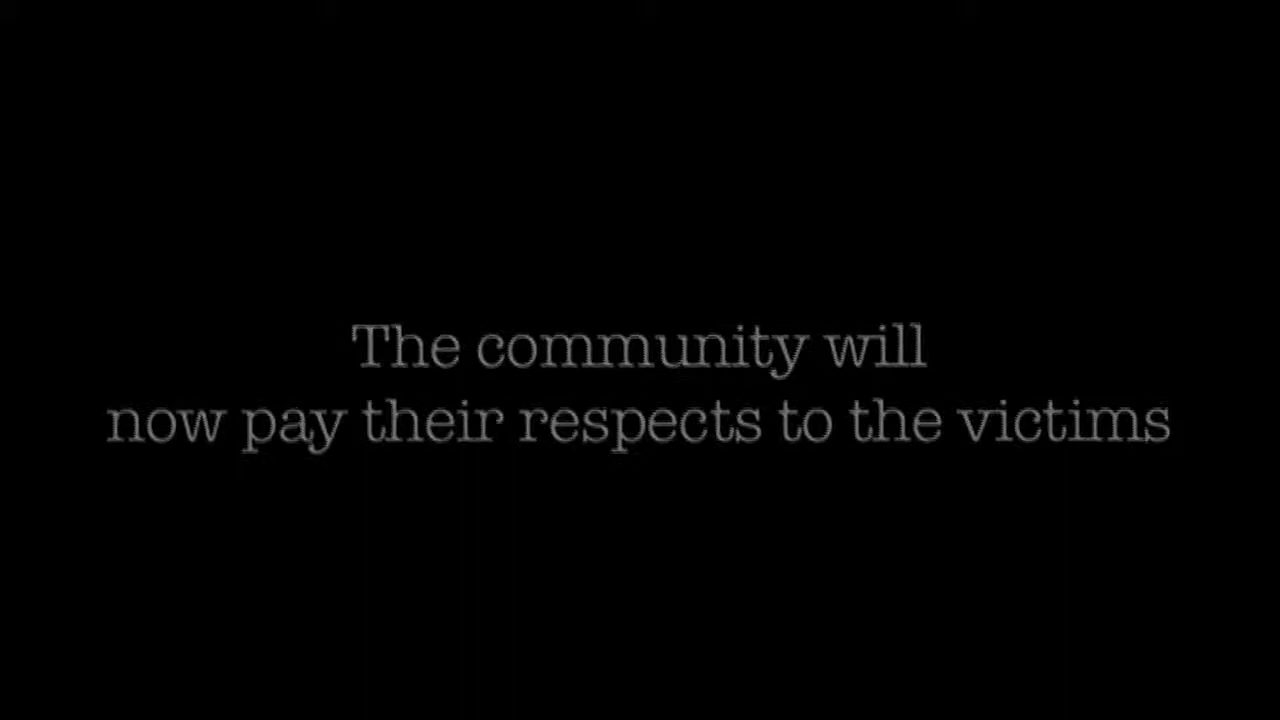 The community will
now pay their respects to the victims